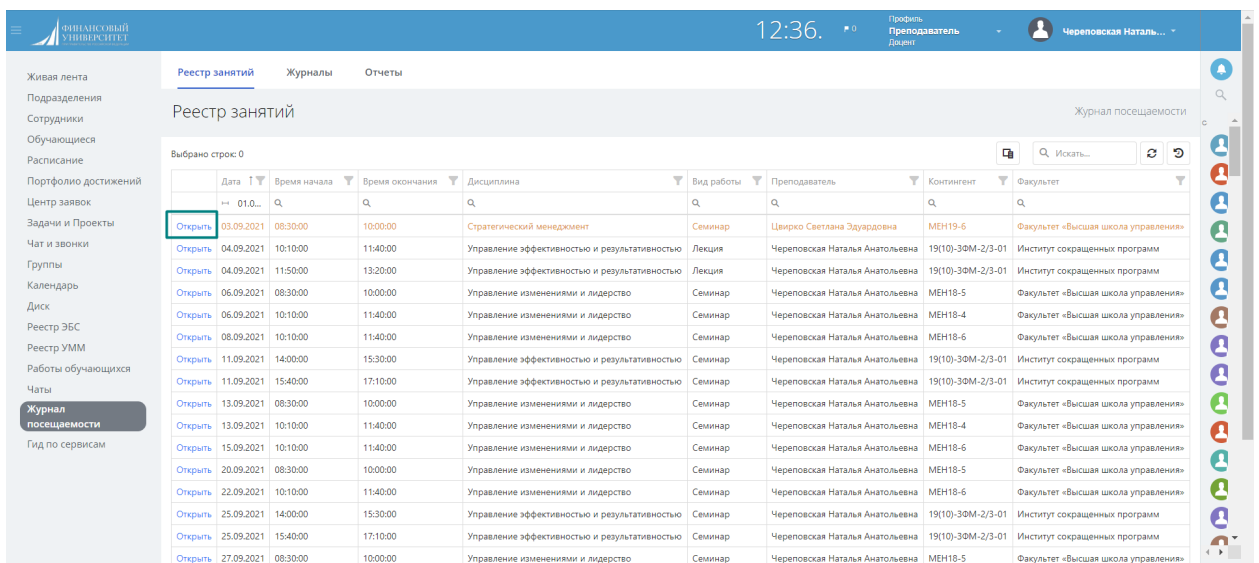 ФИНАНСОВЫЙ
УНИВЕРСИТЕТ
12:36.
0
Профиль
Преподаватель
Доцент
Череповская Наталь...
Живая лента
Подразделения
Сотрудники
Обучающиеся
Расписание
Портфолио достижений
Центр заявок
Задачи и Проекты
Чат и звонки
Группы
Календарь
Диск
Реестр ЭБС
Реестр УММ
Работы обучающихся
Чаты
Журнал
посещаемости
Гид по сервисам
Реестр занятий Журналы Отчеты
Реестр занятий Журнал посещаемости
Выбрано строк: 0 Искать...
Дата Время начала Время окончания Дисциплина Вид работы Преподаватель Контингент Факультет
01.0...
Открыть 03.09.2021 08:30:00 10:00:00 Стратегический менеджмент Семинар Цвирко Светлана Эдуардовна МЕН19-6 Факультет «Высшая школа управления»
Открыть 04.09.2021 10:10:00 11:40:00 Управление эффективностью и результативностью Лекция Череповская Наталья Анатольевна 19(10)-ЗФМ-2/3-01 Институт сокращенных программ
Открыть 04.09.2021 11:50:00 13:20:00 Управление эффективностью и результативностью Лекция Череповская Наталья Анатольевна 19(10)-ЗФМ-2/3-01 Институт сокращенных программ
Открыть 06.09.2021 08:30:00 10:00:00 Управление изменениями и лидерство Семинар Череповская Наталья Анатольевна МЕН18-5 Факультет «Высшая школа управления»
Открыть 06.09.2021 10:10:00 11:40:00 Управление изменениями и лидерство Семинар Череповская Наталья Анатольевна МЕН18-4 Факультет «Высшая школа управления»
Открыть 08.09.2021 10:10:00 11:40:00 Управление изменениями и лидерство Семинар Череповская Наталья Анатольевна МЕН18-6 Факультет «Высшая школа управления»
Открыть 11.09.2021 14:00:00 15:30:00 Управление эффективностью и результативностью Семинар Череповская Наталья Анатольевна 19(10)-ЗФМ-2/3-01 Институт сокращенных программ
Открыть 11.09.2021 15:40:00 17:10:00 Управление эффективностью и результативностью Семинар Череповская Наталья Анатольевна 19(10)-ЗФМ-2/3-01 Институт сокращенных программ
Открыть 13.09.2021 08:30:00 10:00:00 Управление изменениями и лидерство Семинар Череповская Наталья Анатольевна МЕН18-5 Факультет «Высшая школа управления»
Открыть 13.09.2021 10:10:00 11:40:00 Управление изменениями и лидерство Семинар Череповская Наталья Анатольевна МЕН18-4 Факультет «Высшая школа управления»
Открыть 15.09.2021 10:10:00 11:40:00 Управление изменениями и лидерство Семинар Череповская Наталья Анатольевна МЕН18-6 Факультет «Высшая школа управления»
Открыть 20.09.2021 08:30:00 10:00:00 Управление изменениями и лидерство Семинар Череповская Наталья Анатольевна МЕН18-5 Факультет «Высшая школа управления»
Открыть 22.09.2021 10:10:00 11:40:00 Управление изменениями и лидерство Семинар Череповская Наталья Анатольевна МЕН18-6 Факультет «Высшая школа управления»
Открыть 25.09.2021 14:00:00 15:30:00 Управление эффективностью и результативностью Семинар Череповская Наталья Анатольевна 19(10)-ЗФМ-2/3-01 Институт сокращенных программ
Открыть 25.09.2021 15:40:00 17:10:00 Управление эффективностью и результативностью Семинар Череповская Наталья Анатольевна 19(10)-ЗФМ-2/3-01 Институт сокращенных программ
Открыть 27.09.2021 08:30:00 10:00:00 Управление изменениями и лидерство Семинар Череповская Наталья Анатольевна МЕН18-5 Факультет «Высшая школа управления»